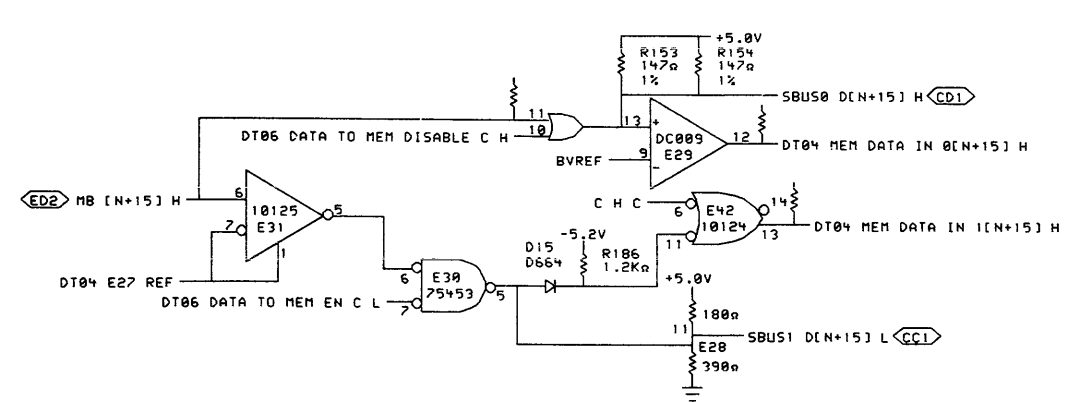 +5.0V
R153 R154
147Ω 147Ω
1% 1%
SBUS0 D[N+15] H CD1
11
DT06 DATA TO MEM DISABLE C H 10
13 +
DC009 12
E29
BVREF 9 -
DT04 MEM DATA IN 0[N+15] H
ED2 MB [N+15] H 6
10125 5
E31
7
1
DT04 E27 REF
C H C 6
E42 14
10124 13
11
DT04 MEM DATA IN 1[N+15] H
-5.2V
D15
D664
R186
1.2KΩ
6
E30
75453 5
DT06 DATA TO MEM EN C L 7
+5.0V
180Ω
11
SBUS1 D[N+15] L CC1
E28
390Ω